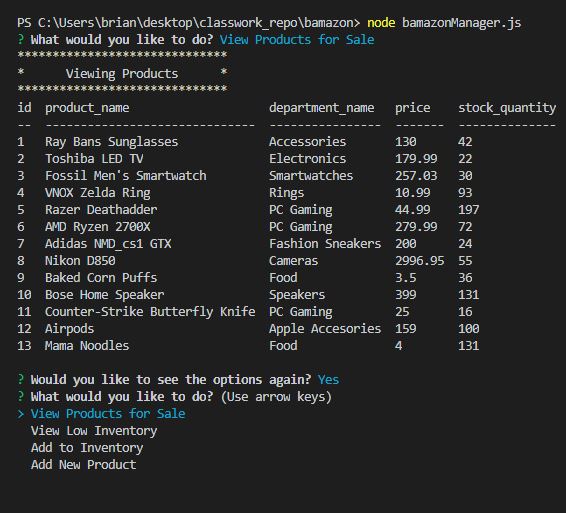 PS C:\Users\brian\desktop\classwork_repo\bamazon> node bamazonManager.js
? What would you like to do? View Products for Sale
******************************
*      Viewing Products      *
******************************
id  product_name                    department_name   price    stock_quantity
--  ------------------------------  ----------------  -------  --------------
1   Ray Bans Sunglasses             Accessories       130      42
2   Toshiba LED TV                  Electronics       179.99   22
3   Fossil Men's Smartwatch         Smartwatches      257.03   30
4   VNOX Zelda Ring                 Rings             10.99    93
5   Razer Deathadder                PC Gaming         44.99    197
6   AMD Ryzen 2700X                 PC Gaming         279.99   72
7   Adidas NMD_cs1 GTX              Fashion Sneakers  200      24
8   Nikon D850                      Cameras           2996.95  55
9   Baked Corn Puffs                Food              3.5      36
10  Bose Home Speaker               Speakers          399      131
11  Counter-Strike Butterfly Knife  PC Gaming         25       16
12  Airpods                         Apple Accesories  159      100
13  Mama Noodles                    Food              4        131
? Would you like to see the options again? Yes
? What would you like to do? (Use arrow keys)
> View Products for Sale
  View Low Inventory
  Add to Inventory
  Add New Product